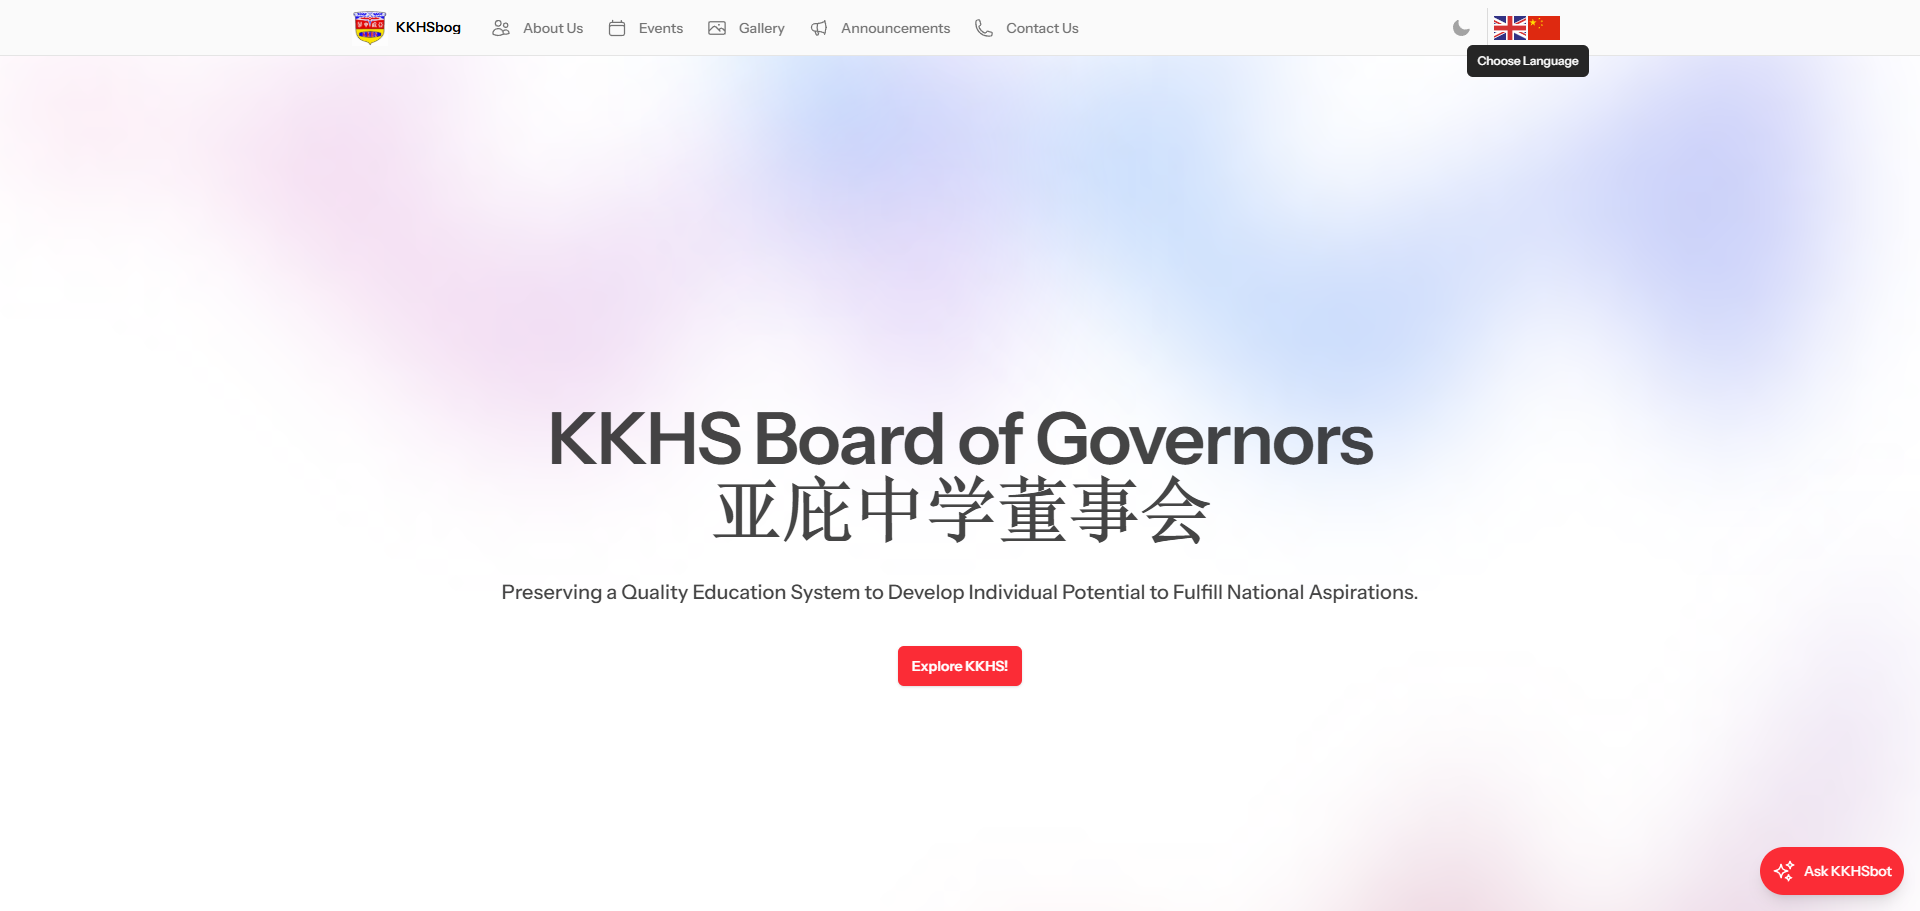 KKHSbog
About Us
Events
Gallery
Announcements
Contact Us
Choose Language
KKHS Board of Governors
亚庇中学董事会
Preserving a Quality Education System to Develop Individual Potential to Fulfill National Aspirations.
Explore KKHS!
Ask KKHSbot